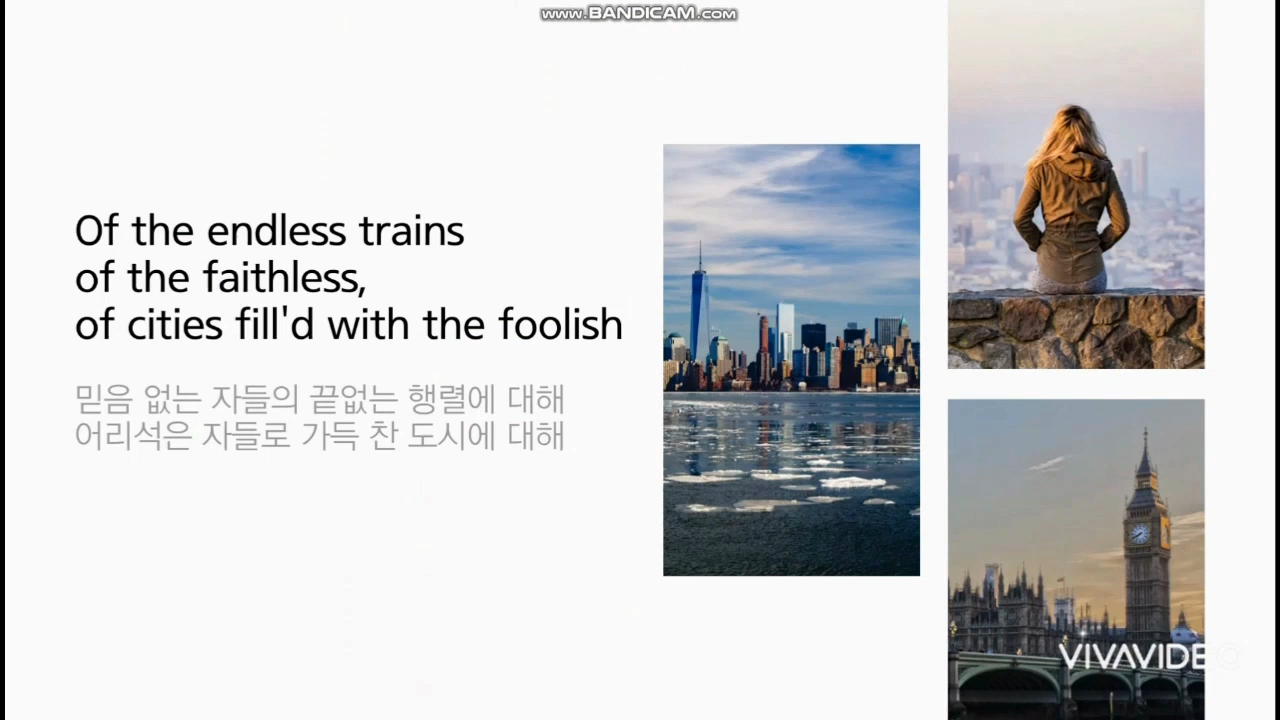 www.BANDICAM.com
Of the endless trains
of the faithless,
of cities fill'd with the foolish
믿음 없는 자들의 끝없는 행렬에 대해
어리석은 자들로 가득 찬 도시에 대해
VIVAVIDEO